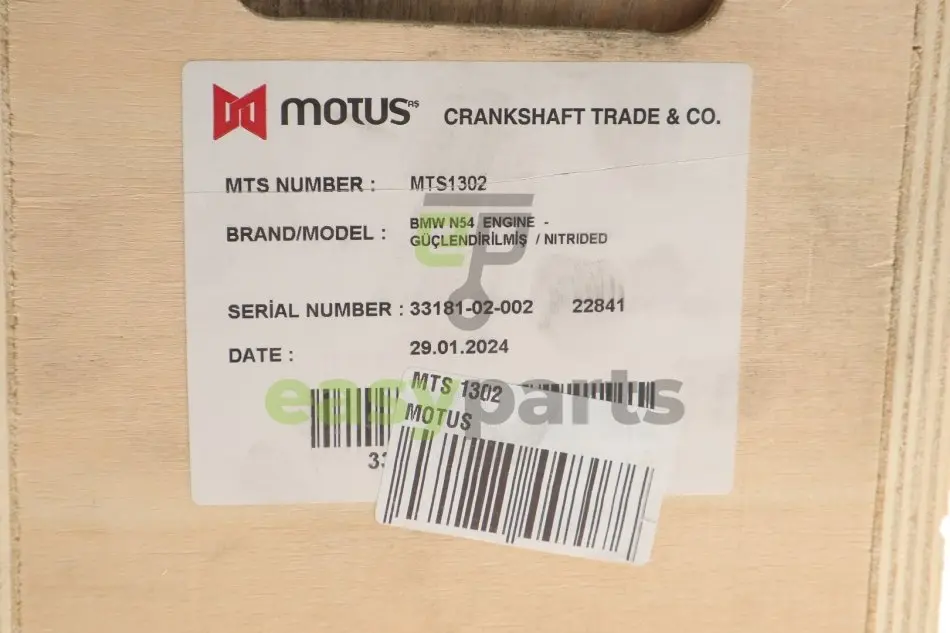 MOTUS AŞ CRANKSHAFT TRADE & CO.
MTS NUMBER : MTS1302
BRAND/MODEL : BMW N54 ENGINE -
GÜÇLENDİRİLMİŞ / NITRIDED
SERİAL NUMBER : 33181-02-002 22841
DATE : 29.01.2024
easyparts
MTS 1302
MOTUS